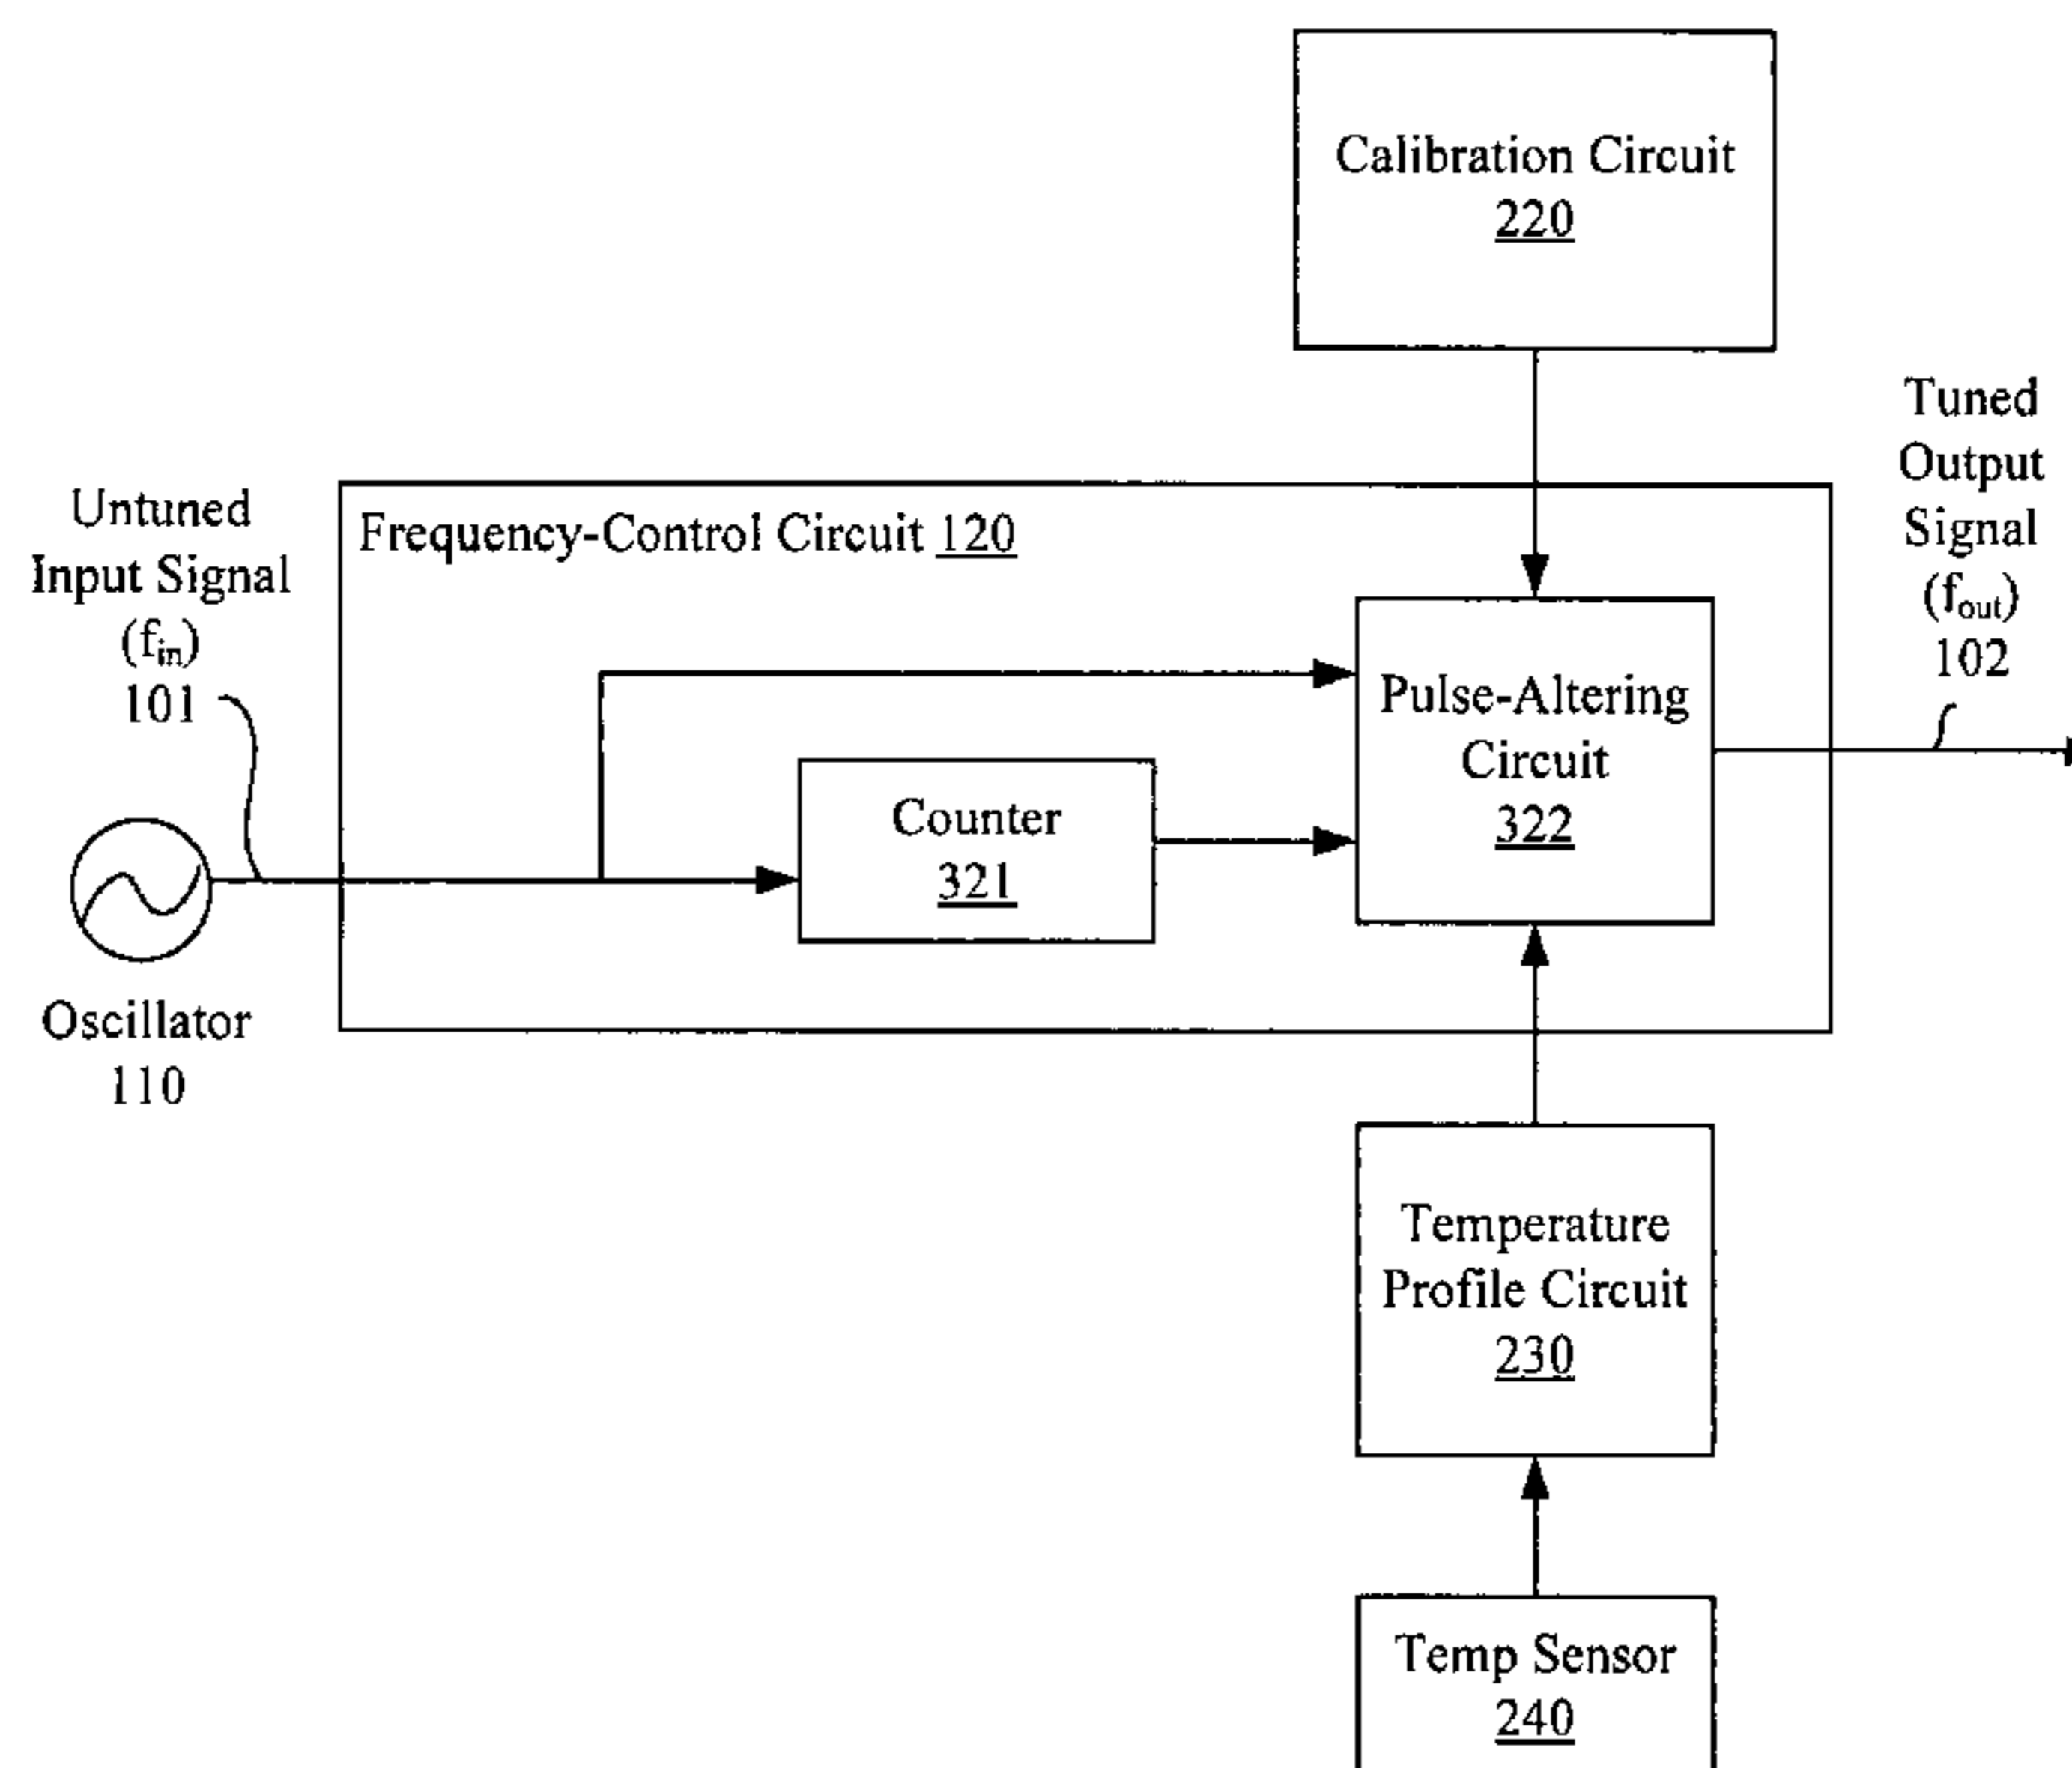 Calibration Circuit
220
Tuned
Output
Signal
(fout)
102
Untuned
Input Signal
(fin)
101
Frequency-Control Circuit 120
Pulse-Altering
Circuit
322
Counter
321
Oscillator
110
Temperature
Profile Circuit
230
Temp Sensor
240